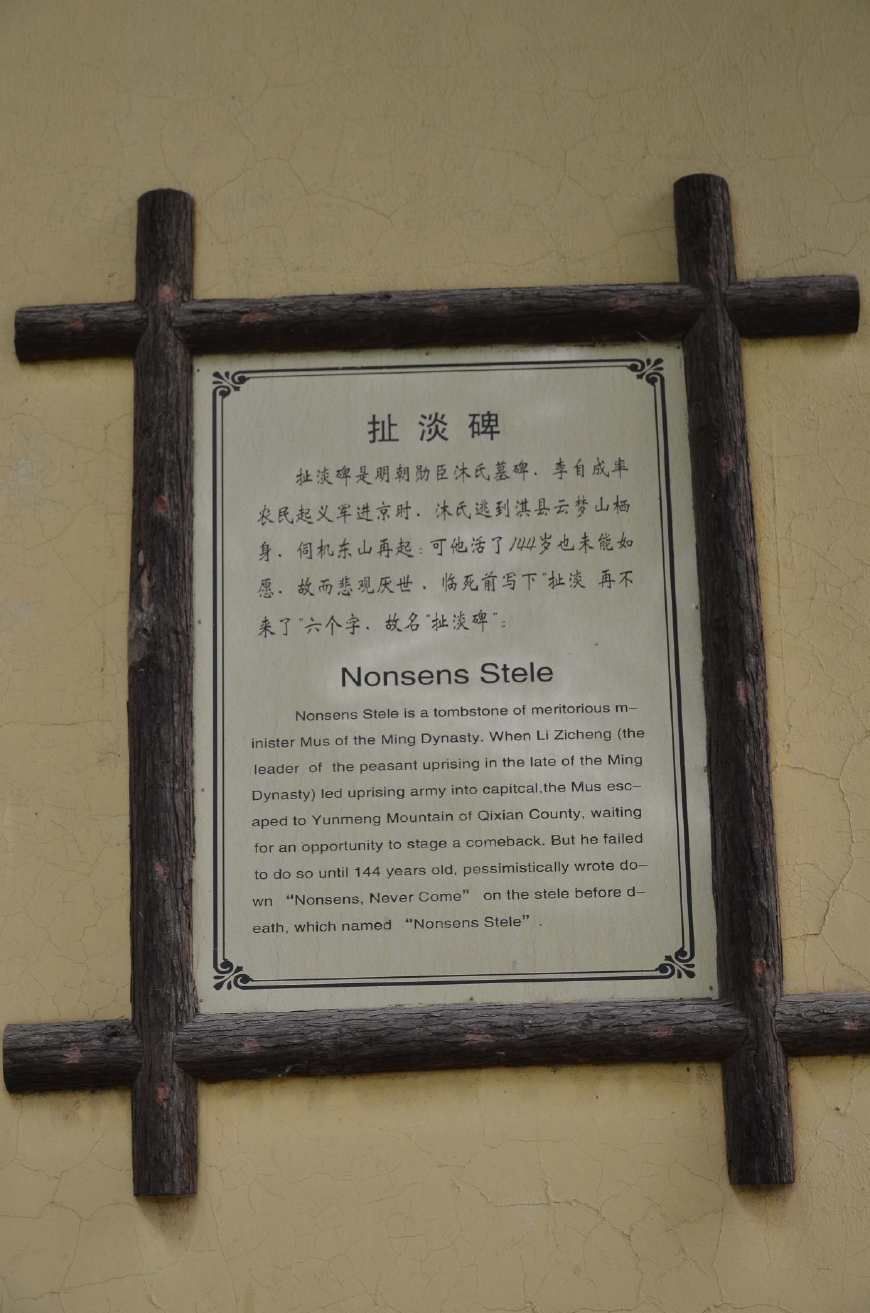 扯淡碑
扯淡碑是明朝勋臣沐氏墓碑．李自成率
农民起义军进京时．沐氏逃到淇县云梦山栖
身．伺机东山再起；可他活了144岁也未能如
愿．故而悲观厌世．临死前写下"扯淡 再不
来了"六个字．故名"扯淡碑"；
Nonsens Stele
Nonsens Stele is a tombstone of meritorious m-
inister Mus of the Ming Dynasty. When Li Zicheng (the
leader of the peasant uprising in the late of the Ming
Dynasty) led uprising army into capitcal.the Mus esc-
aped to Yunmeng Mountain of Qixian County, waiting
for an opportunity to stage a comeback. But he failed
to do so until 144 years old, pessimistically wrote do-
wn “Nonsens, Never Come” on the stele before d-
eath, which named “Nonsens Stele” .